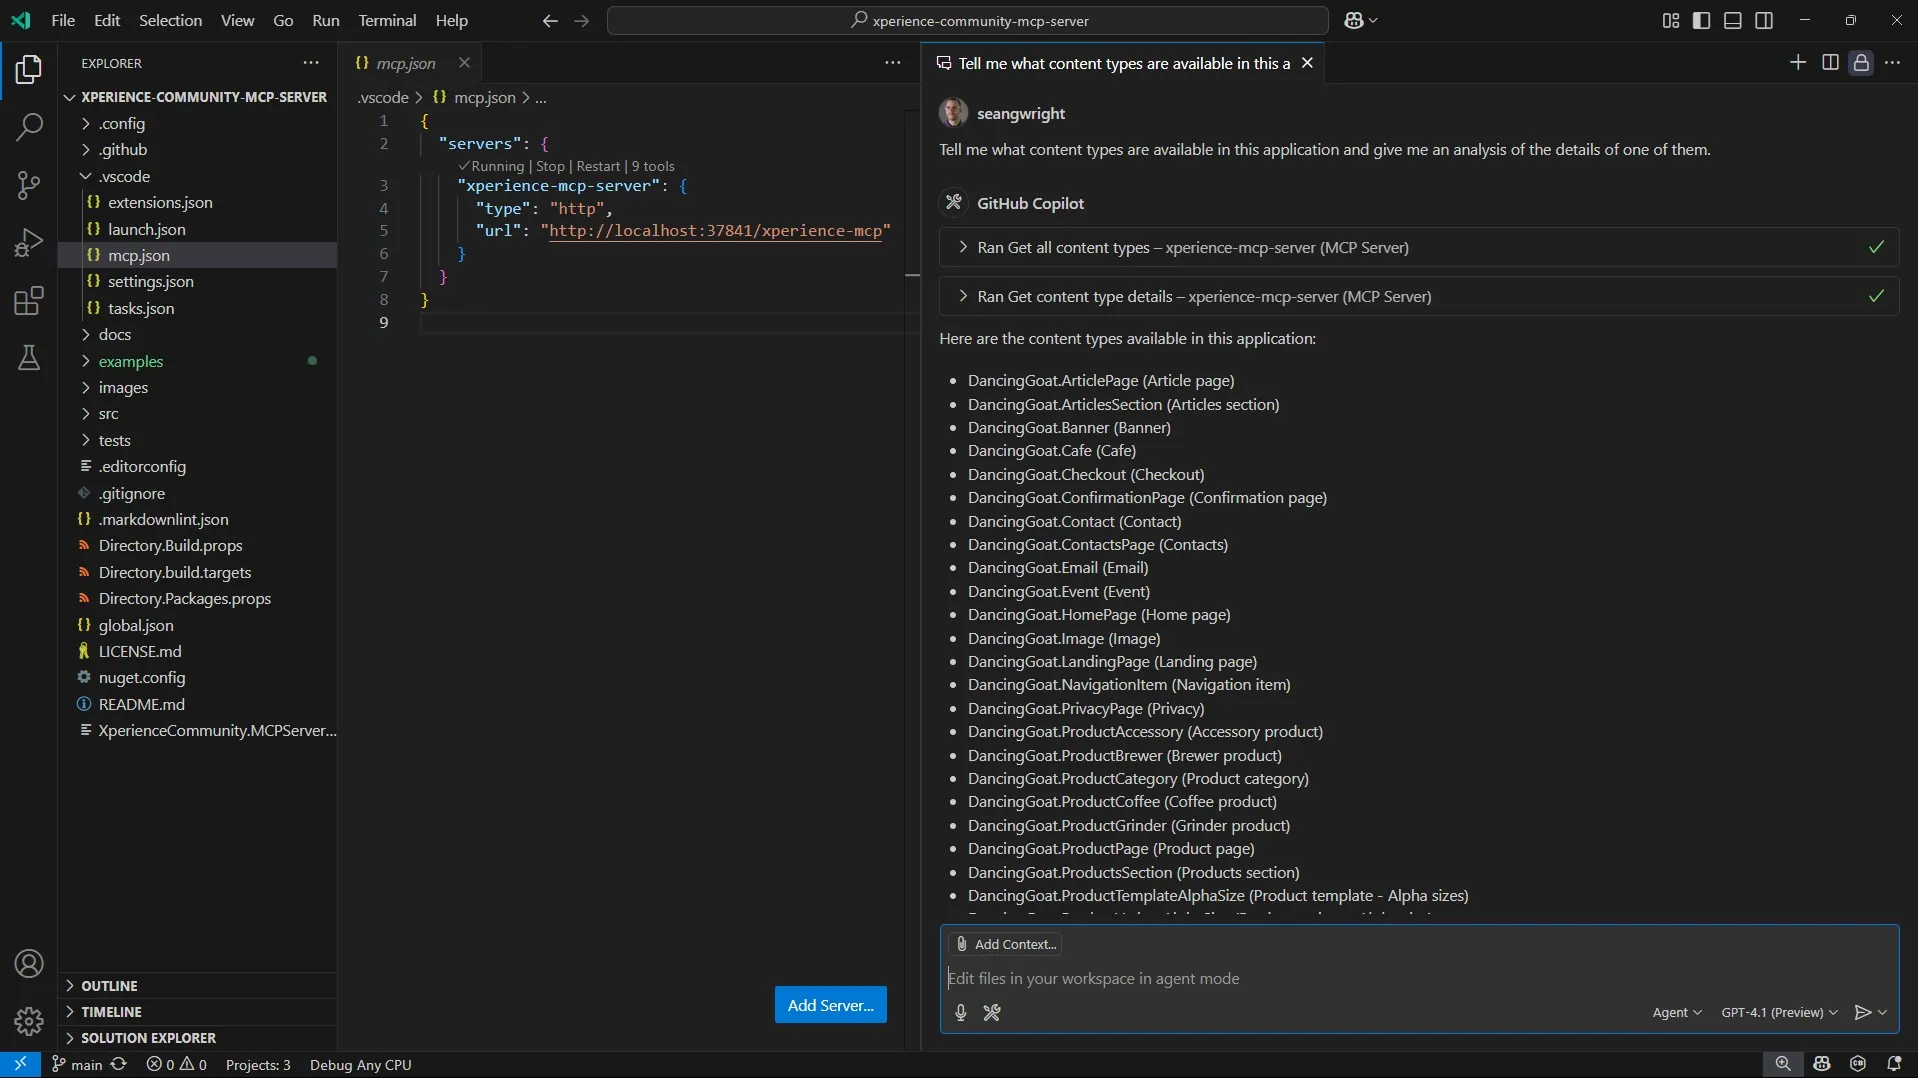 File Edit Selection View Go Run Terminal Help
xperience-community-mcp-server
EXPLORER
XPERIENCE-COMMUNITY-MCP-SERVER
.config
.github
.vscode
extensions.json
launch.json
mcp.json
settings.json
tasks.json
docs
examples
images
src
tests
.editorconfig
.gitignore
.markdownlint.json
Directory.Build.props
Directory.build.targets
Directory.Packages.props
global.json
LICENSE.md
nuget.config
README.md
XperienceCommunity.MCPServer...
OUTLINE
TIMELINE
SOLUTION EXPLORER
mcp.json
.vscode > {} mcp.json > ...
1 {
2 "servers": {
✓Running | Stop | Restart | 9 tools
3 "xperience-mcp-server": {
4 "type": "http",
5 "url": "http://localhost:37841/xperience-mcp"
6 }
7 }
8 }
9
Add Server...
Tell me what content types are available in this a
seangwright
Tell me what content types are available in this application and give me an analysis of the details of one of them.
GitHub Copilot
Ran Get all content types – xperience-mcp-server (MCP Server)
Ran Get content type details – xperience-mcp-server (MCP Server)
Here are the content types available in this application:
• DancingGoat.ArticlePage (Article page)
• DancingGoat.ArticlesSection (Articles section)
• DancingGoat.Banner (Banner)
• DancingGoat.Cafe (Cafe)
• DancingGoat.Checkout (Checkout)
• DancingGoat.ConfirmationPage (Confirmation page)
• DancingGoat.Contact (Contact)
• DancingGoat.ContactsPage (Contacts)
• DancingGoat.Email (Email)
• DancingGoat.Event (Event)
• DancingGoat.HomePage (Home page)
• DancingGoat.Image (Image)
• DancingGoat.LandingPage (Landing page)
• DancingGoat.NavigationItem (Navigation item)
• DancingGoat.PrivacyPage (Privacy)
• DancingGoat.ProductAccessory (Accessory product)
• DancingGoat.ProductBrewer (Brewer product)
• DancingGoat.ProductCategory (Product category)
• DancingGoat.ProductCoffee (Coffee product)
• DancingGoat.ProductGrinder (Grinder product)
• DancingGoat.ProductPage (Product page)
• DancingGoat.ProductsSection (Products section)
• DancingGoat.ProductTemplateAlphaSize (Product template - Alpha sizes)
Add Context...
Edit files in your workspace in agent mode
Agent GPT-4.1 (Preview)
main 0 0 Projects: 3 Debug Any CPU